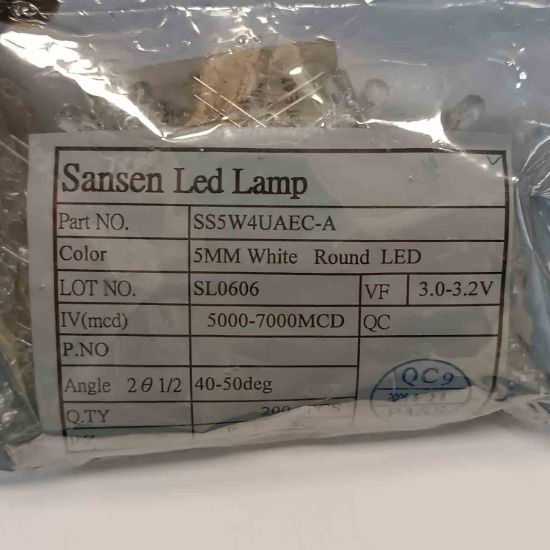 Sansen Led Lamp
Part NO. SS5W4UAEC-A
Color 5MM White Round LED
LOT NO. SL0606 VF 3.0-3.2V
IV(mcd) 5000-7000MCD QC
P.NO
Angle 2θ1/2 40-50deg
QC9
Q.TY
PASS